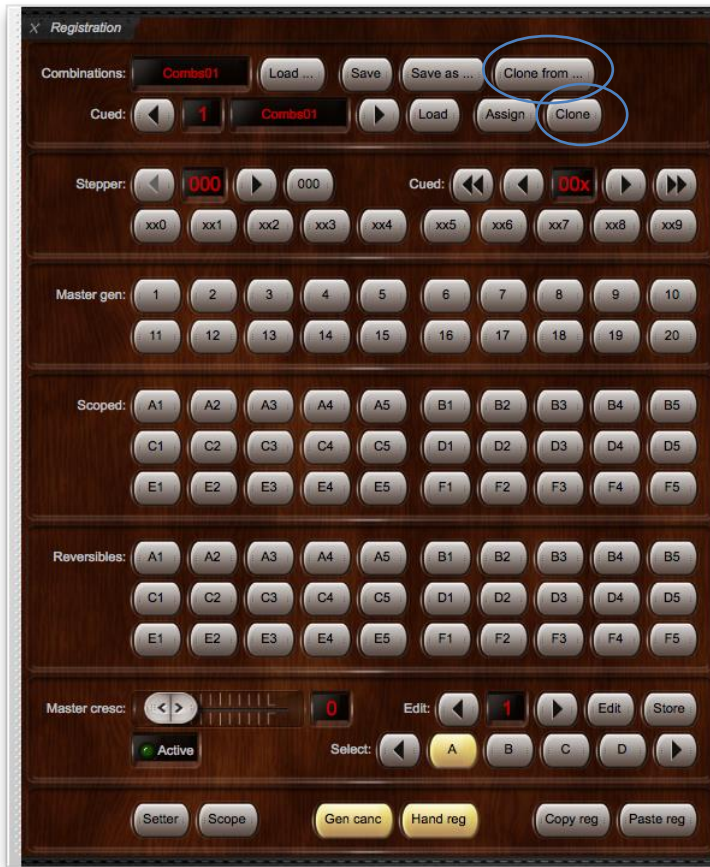 X Registration
Combinations: Combs01 Load ... Save Save as ... Clone from ...
Cued: 1 Combs01 Load Assign Clone
Stepper: 000 000 Cued: 00x
xx0 xx1 xx2 xx3 xx4 xx5 xx6 xx7 xx8 xx9
Master gen: 1 2 3 4 5 6 7 8 9 10
11 12 13 14 15 16 17 18 19 20
Scoped: A1 A2 A3 A4 A5 B1 B2 B3 B4 B5
C1 C2 C3 C4 C5 D1 D2 D3 D4 D5
E1 E2 E3 E4 E5 F1 F2 F3 F4 F5
Reversibles: A1 A2 A3 A4 A5 B1 B2 B3 B4 B5
C1 C2 C3 C4 C5 D1 D2 D3 D4 D5
E1 E2 E3 E4 E5 F1 F2 F3 F4 F5
Master cresc: < > 0 Edit: 1 Edit Store
Active Select: A B C D
Setter Scope Gen canc Hand reg Copy reg Paste reg